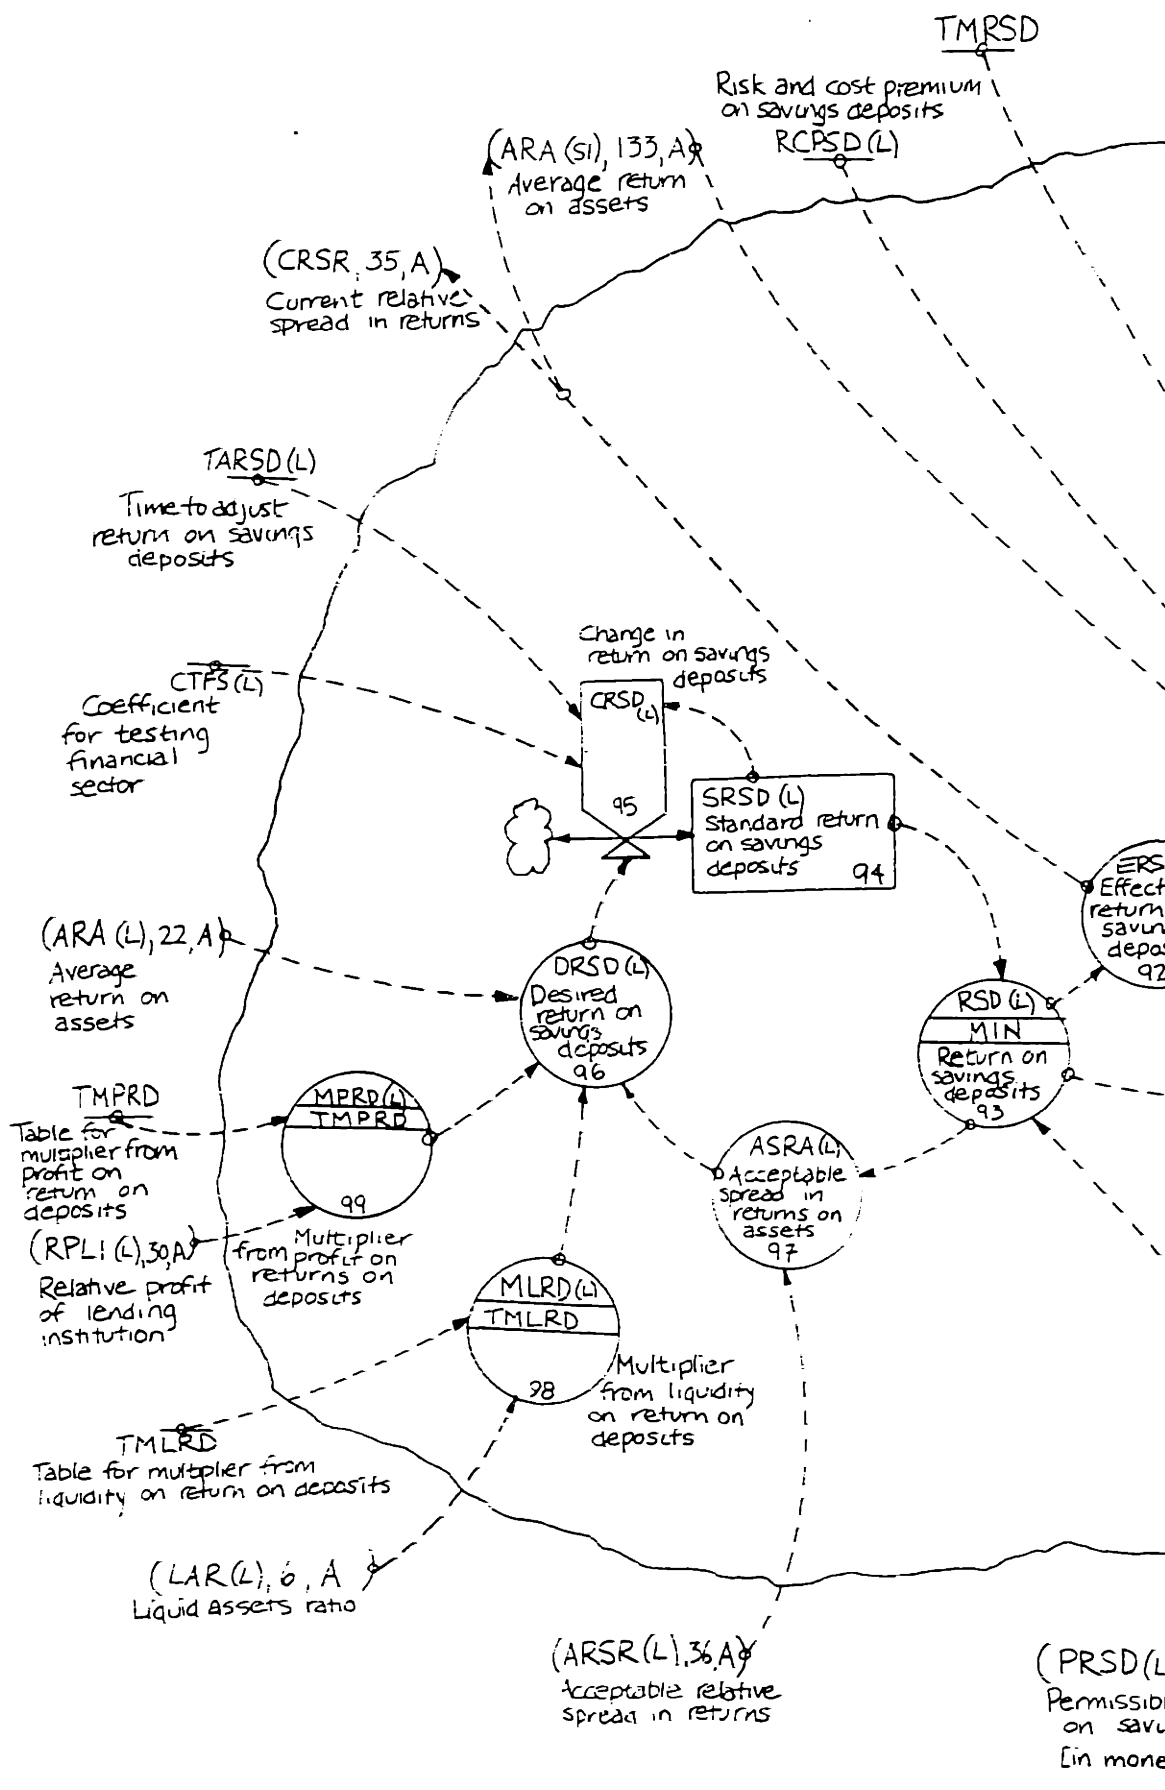 TMRSD
Risk and cost premium
on savings deposits
RCPSD(L)
(ARA (SI), 133, A)
Average return
on assets
(CRSR, 35, A)
Current relative
spread in returns
TARSD(L)
Time to adjust
return on savings
deposits
CTFS(L)
Coefficient
for testing
financial
sector
Change in
return on savings
deposits
CRSD
(L)
95
SRSD (L)
Standard return
on savings
deposits
94
ERS
Effect
return
savin
depos
92
(ARA (L), 22, A)
Average
return on
assets
DRSD (L)
Desired
return on
savings
deposits
96
RSD (L)
MIN
Return on
savings
deposits
93
TMPRD
Table for
multiplier from
profit on
return on
deposits
MPRD(L)
TMPRD
99
Multiplier
from profit on
returns on
deposits
(RPLI (L), 30, A)
Relative profit
of lending
institution
ASRA(L)
Acceptable
spread in
returns on
assets
97
MLRD(L)
TMLRD
98
Multiplier
from liquidity
on return on
deposits
TMLRD
Table for multiplier from
liquidity on return on deposits
(LAR(L), 6, A)
Liquid assets ratio
(ARSR(L), 36, A)
Acceptable relative
spread in returns
(PRSD(L
Permissib
on savi
[in mone